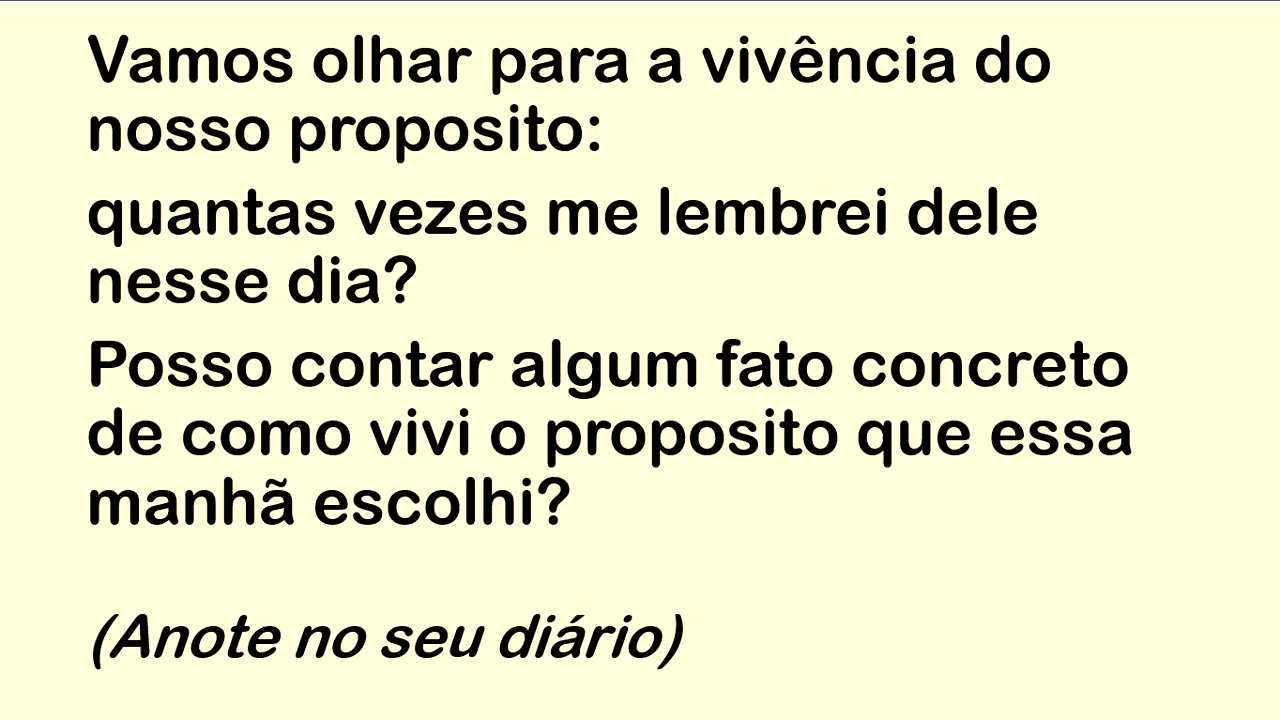 Vamos olhar para a vivência do
nosso proposito:
quantas vezes me lembrei dele
nesse dia?
Posso contar algum fato concreto
de como vivi o proposito que essa
manhã escolhi?
(Anote no seu diário)